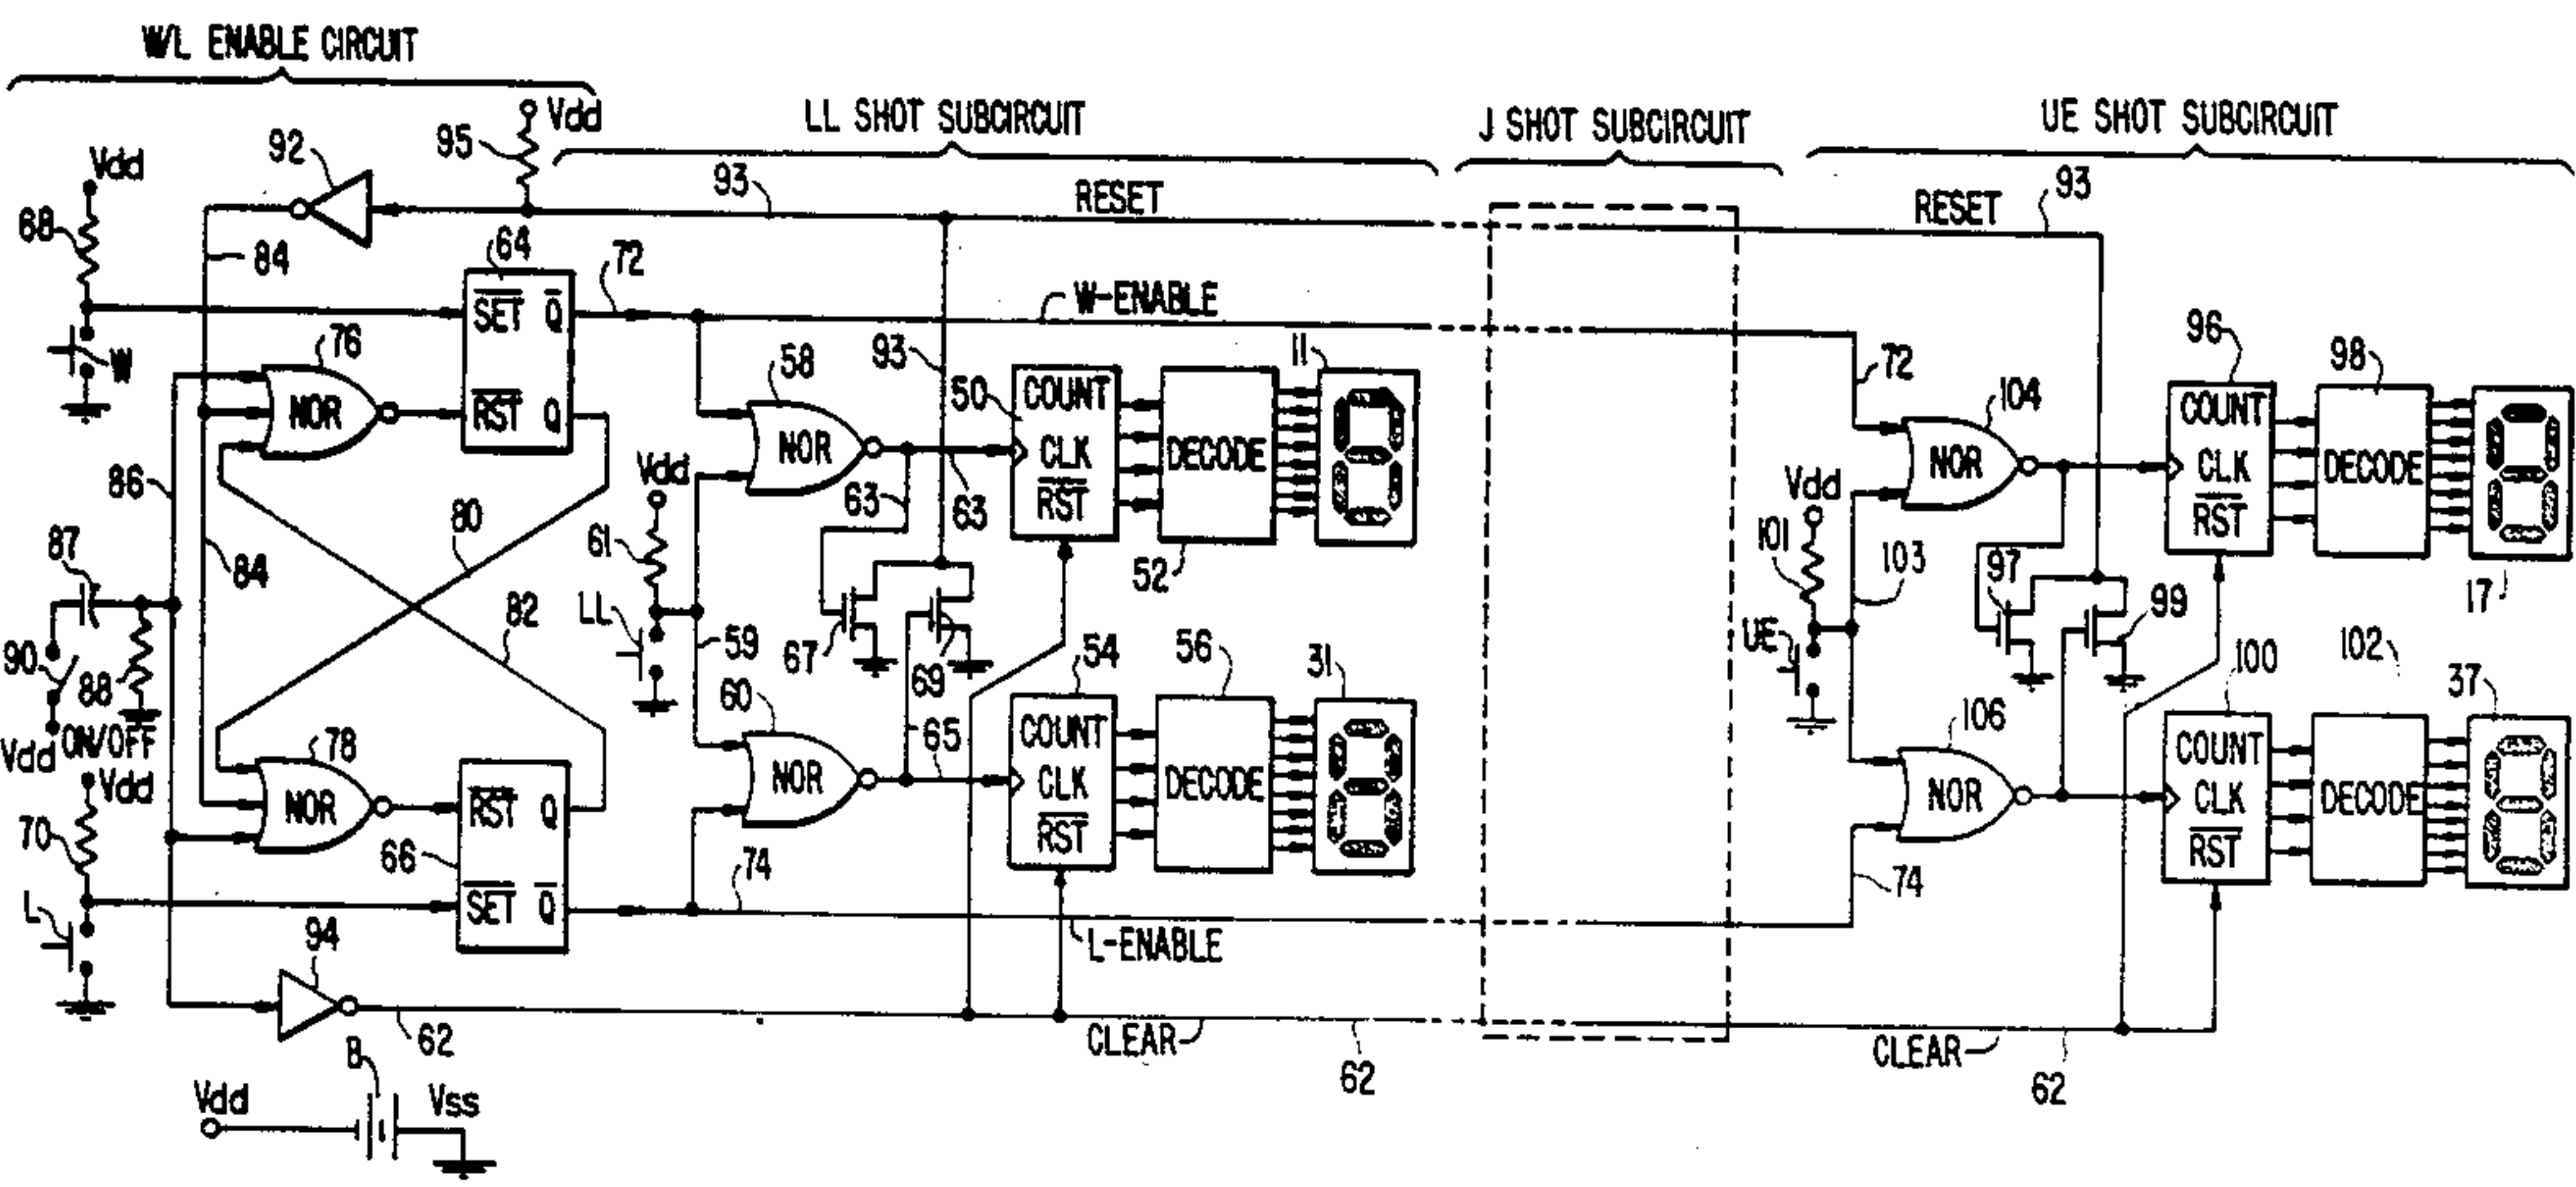 W/L ENABLE CIRCUIT
LL SHOT SUBCIRCUIT
J SHOT SUBCIRCUIT
UE SHOT SUBCIRCUIT
Vdd
95
92
Vdd
93
RESET
RESET
93
68
84
64
72
SET Q
W-ENABLE
W
76
NOR
RST Q
58
NOR
93
50
COUNT
CLK
RST
11
DECODE
52
72
104
NOR
96
COUNT
CLK
RST
98
DECODE
17
86
80
63
63
Vdd
61
LL
59
67
69
87
84
82
90
88
Vdd
ON/OFF
Vdd
101
103
UE
97
99
78
NOR
RST Q
66
SET Q
Vdd
70
L
60
NOR
65
54
COUNT
CLK
RST
56
DECODE
31
74
L-ENABLE
106
NOR
74
100
COUNT
CLK
RST
102
DECODE
37
94
62
CLEAR
62
CLEAR
62
B
Vdd
Vss